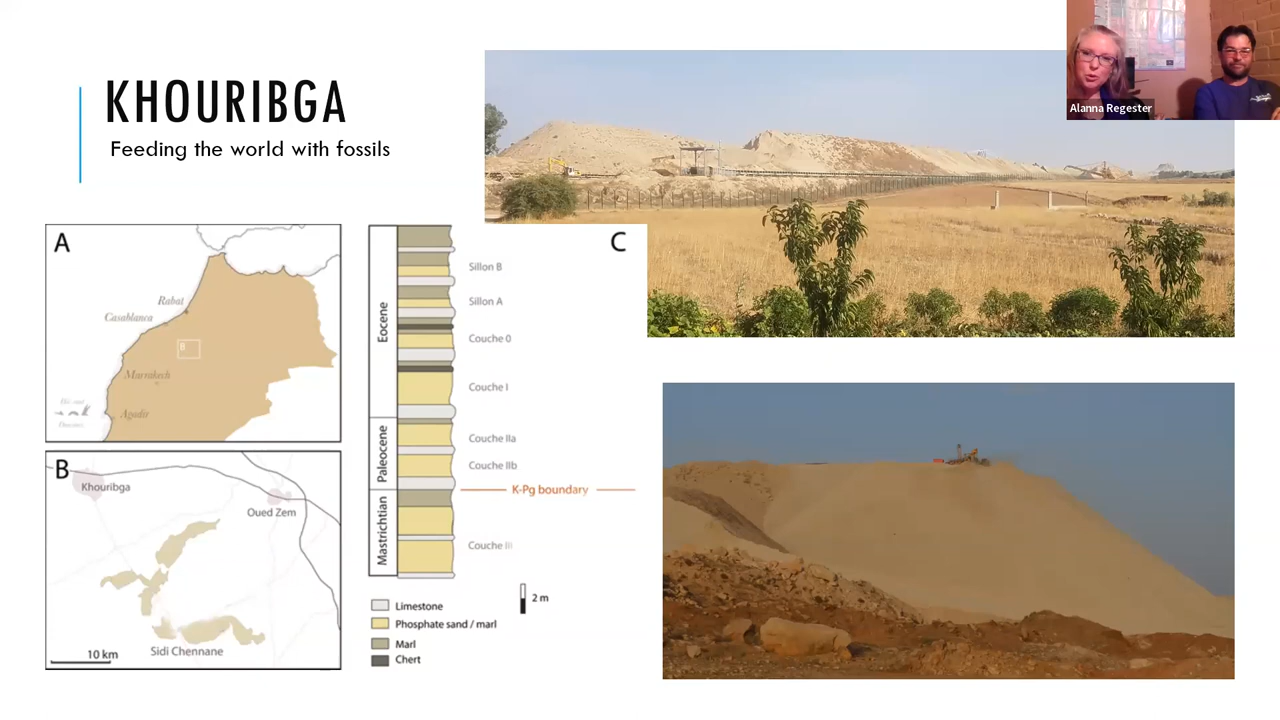 KHOURIBGA
Feeding the world with fossils
Alanna Regester
A
Rabat
Casablanca
B
Marrakech
Agadir
B
Khouribga
Oued Zem
Sidi Chennane
10 km
C
Eocene
Paleocene
Mastrichtian
Sillon B
Sillon A
Couche 0
Couche I
Couche IIa
Couche IIb
K-Pg boundary
Couche III
2 m
Limestone
Phosphate sand / marl
Marl
Chert